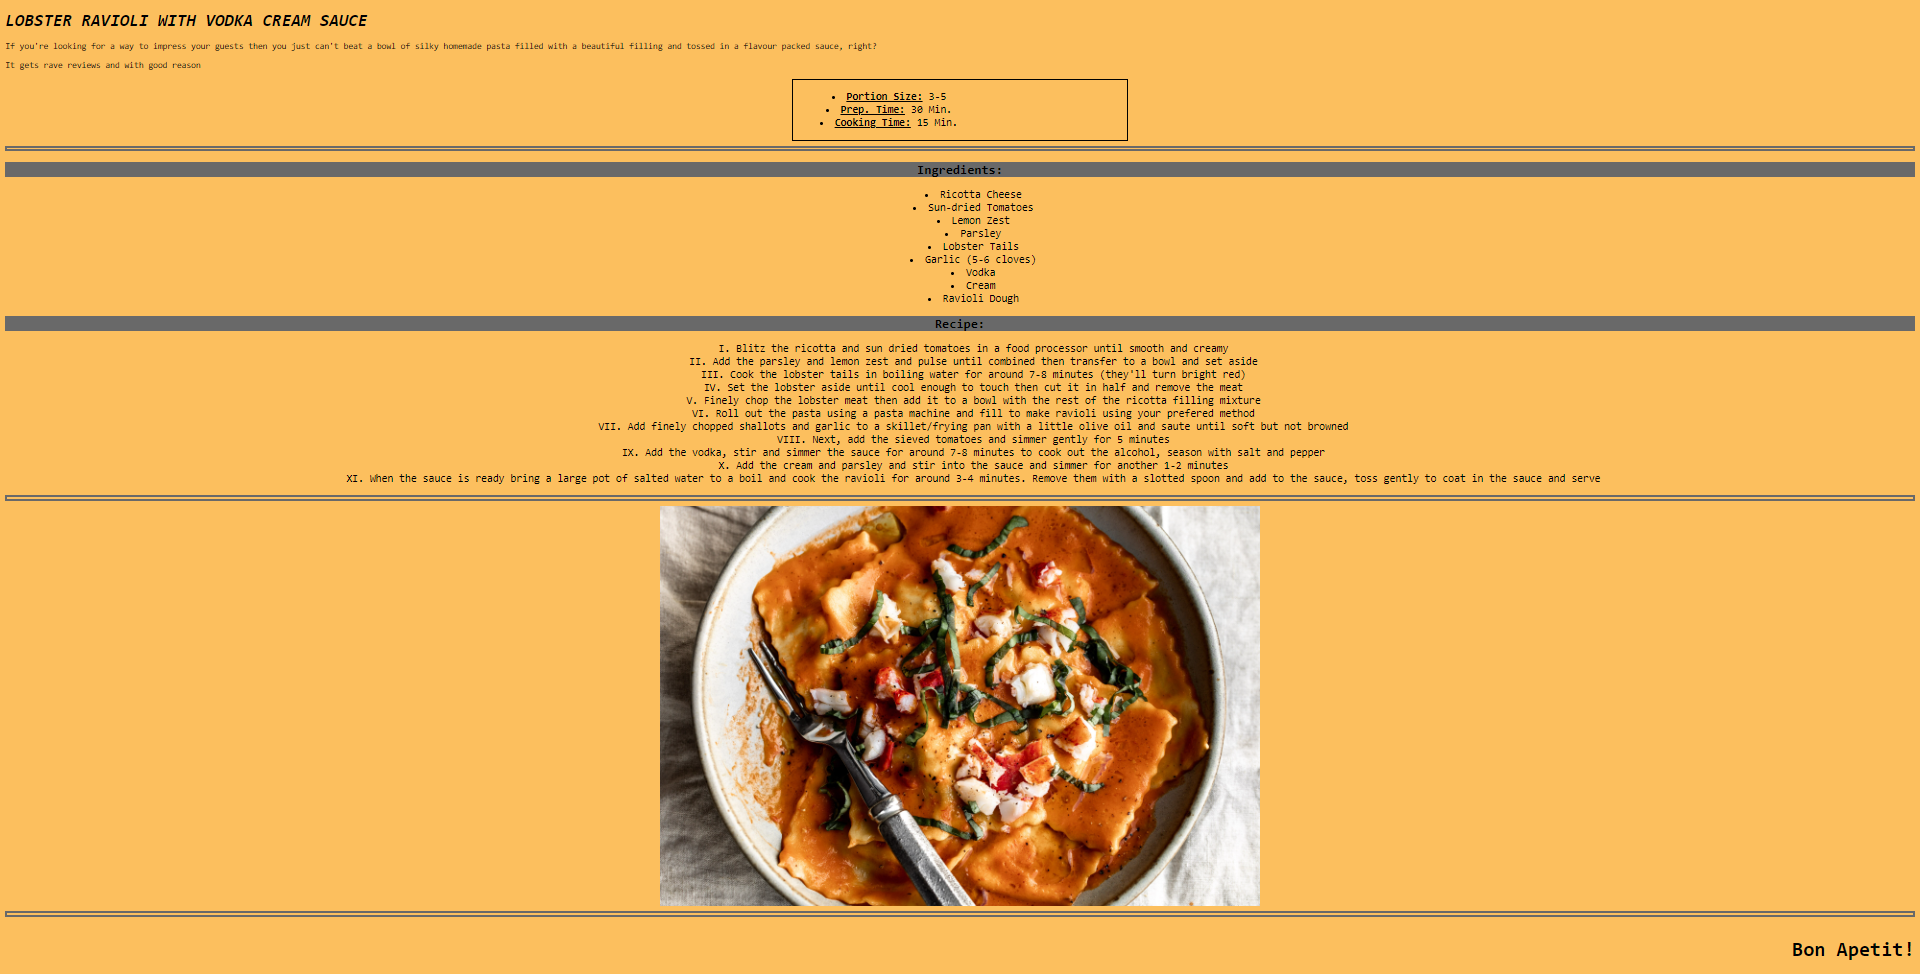 LOBSTER RAVIOLI WITH VODKA CREAM SAUCE
If you're looking for a way to impress your guests then you just can't beat a bowl of silky homemade pasta filled with a beautiful filling and tossed in a flavour packed sauce, right?
It gets rave reviews and with good reason
• Portion Size: 3-5
• Prep. Time: 30 Min.
• Cooking Time: 15 Min.
Ingredients:
• Ricotta Cheese
• Sun-dried Tomatoes
• Lemon Zest
• Parsley
• Lobster Tails
• Garlic (5-6 cloves)
• Vodka
• Cream
• Ravioli Dough
Recipe:
I. Blitz the ricotta and sun dried tomatoes in a food processor until smooth and creamy
II. Add the parsley and lemon zest and pulse until combined then transfer to a bowl and set aside
III. Cook the lobster tails in boiling water for around 7-8 minutes (they'll turn bright red)
IV. Set the lobster aside until cool enough to touch then cut it in half and remove the meat
V. Finely chop the lobster meat then add it to a bowl with the rest of the ricotta filling mixture
VI. Roll out the pasta using a pasta machine and fill to make ravioli using your prefered method
VII. Add finely chopped shallots and garlic to a skillet/frying pan with a little olive oil and saute until soft but not browned
VIII. Next, add the sieved tomatoes and simmer gently for 5 minutes
IX. Add the vodka, stir and simmer the sauce for around 7-8 minutes to cook out the alcohol, season with salt and pepper
X. Add the cream and parsley and stir into the sauce and simmer for another 1-2 minutes
XI. When the sauce is ready bring a large pot of salted water to a boil and cook the ravioli for around 3-4 minutes. Remove them with a slotted spoon and add to the sauce, toss gently to coat in the sauce and serve
Bon Apetit!